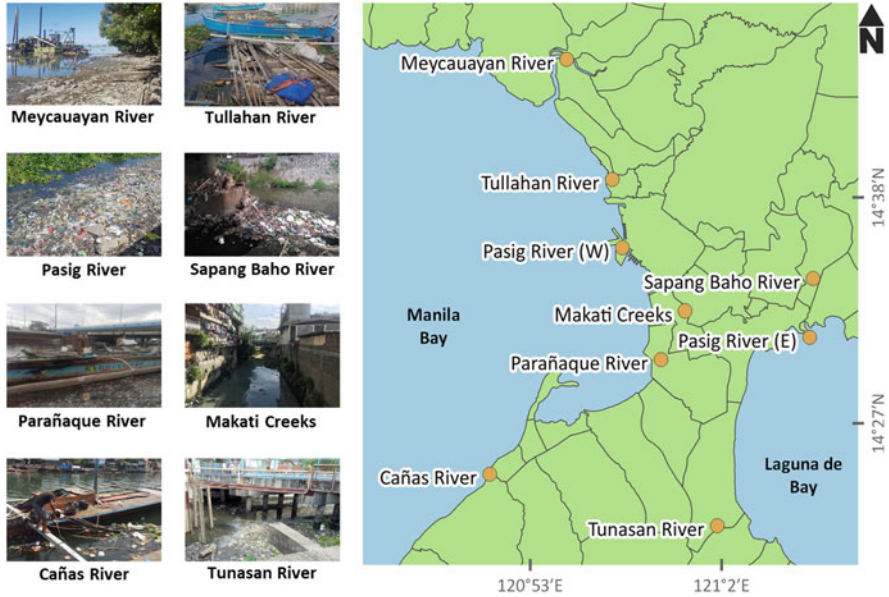 Meycauayan River
Tullahan River
Pasig River
Sapang Baho River
Parañaque River
Makati Creeks
Cañas River
Tunasan River
N
Meycauayan River
Tullahan River
Pasig River (W)
Sapang Baho River
Manila
Bay
Makati Creeks
Pasig River (E)
Parañaque River
Laguna de
Bay
Cañas River
Tunasan River
14°38'N
14°27'N
120°53'E
121°2'E